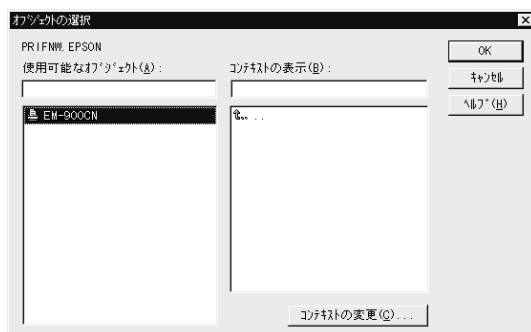 ｵﾌﾞｼﾞｪｸﾄの選択
PRIFNW.EPSON
使用可能なｵﾌﾞｼﾞｪｸﾄ(A):
ｺﾝﾃｷｽﾄの表示(B):
OK
ｷｬﾝｾﾙ
ﾍﾙﾌﾟ(H)
EM-900CN
..
ｺﾝﾃｷｽﾄの変更(C)...